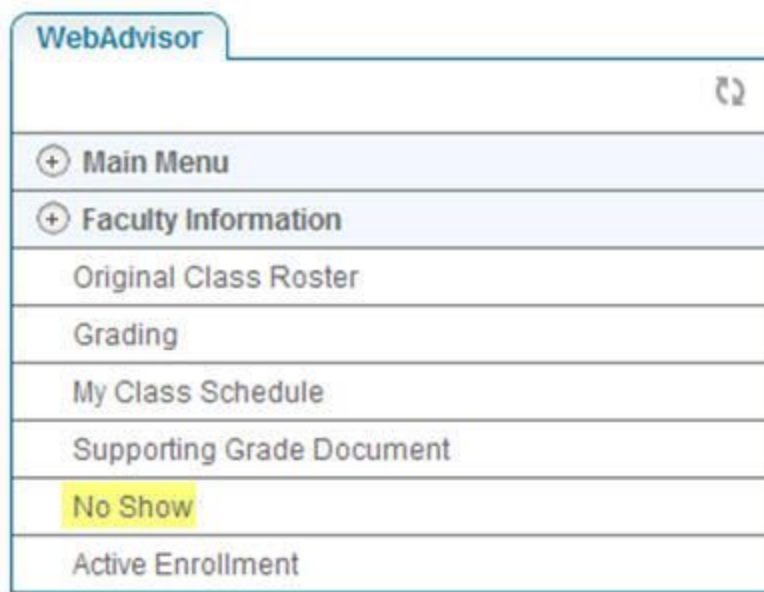 WebAdvisor
Main Menu
Faculty Information
Original Class Roster
Grading
My Class Schedule
Supporting Grade Document
No Show
Active Enrollment